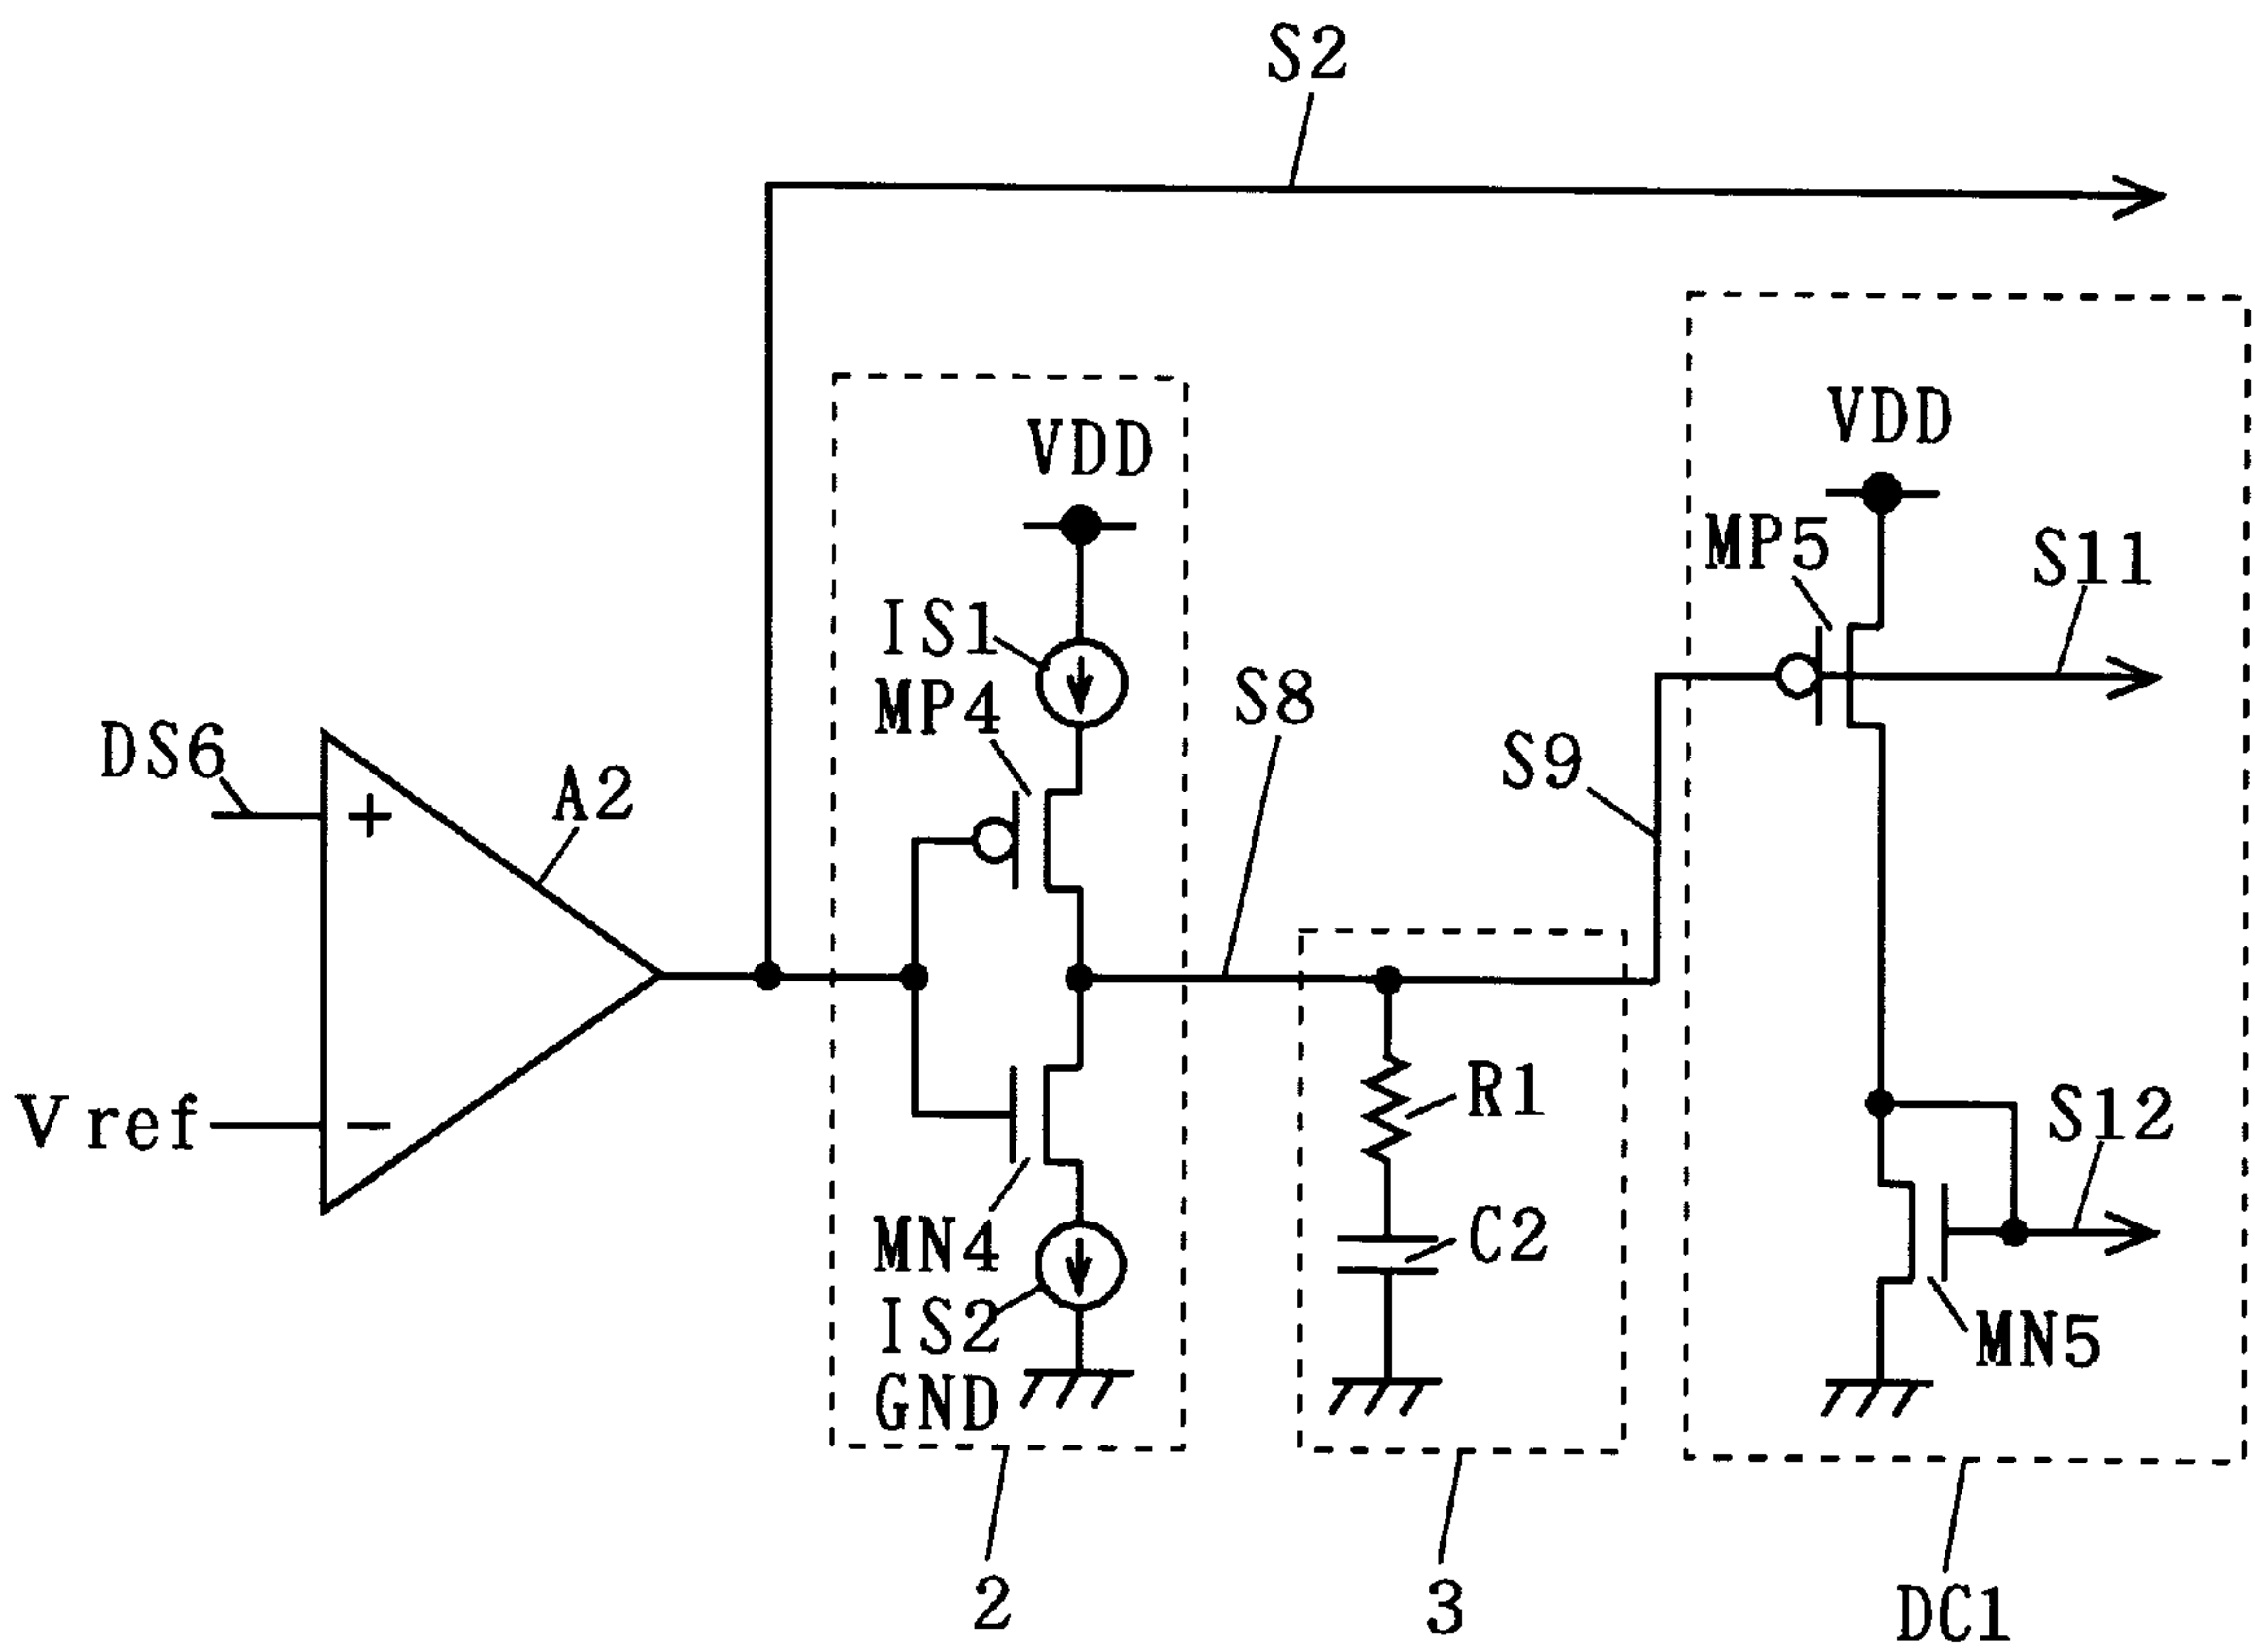 S2
VDD
VDD
MP5
S11
IS1
MP4
S8
S9
DS6
+
A2
Vref
−
R1
S12
C2
MN4
IS2
GND
MN5
2
3
DC1